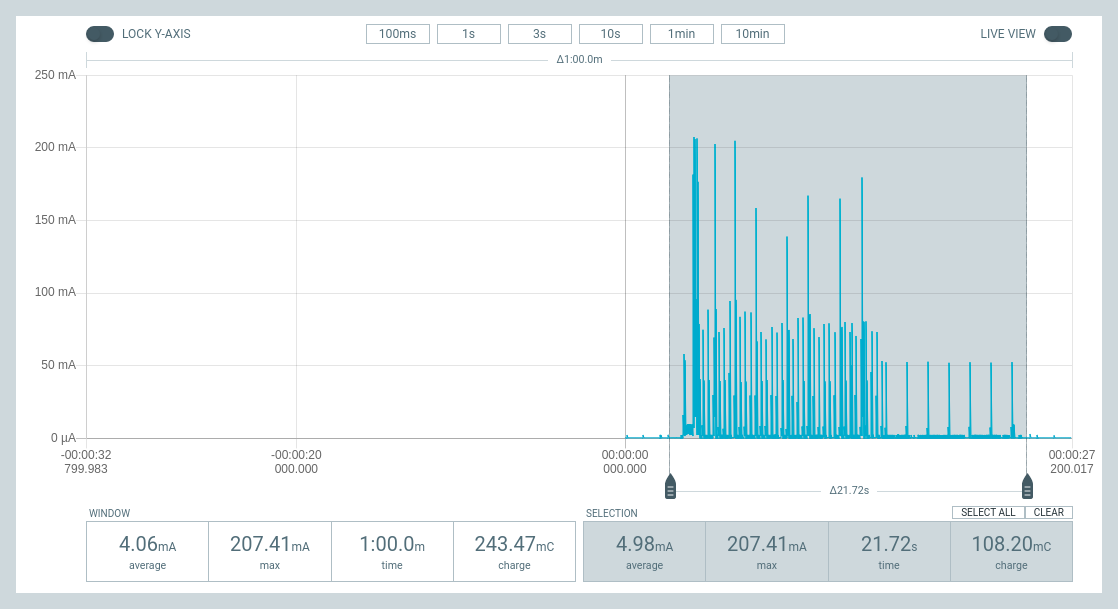 LOCK Y-AXIS 100ms 1s 3s 10s 1min 10min LIVE VIEW
Δ1:00.0m
250 mA
200 mA
150 mA
100 mA
50 mA
0 µA
-00:00:32 -00:00:20 00:00:00 00:00:27
799.983 000.000 000.000 200.017
Δ21.72s
WINDOW SELECTION SELECT ALL CLEAR
4.06mA 207.41mA 1:00.0m 243.47mC 4.98mA 207.41mA 21.72s 108.20mC
average max time charge average max time charge